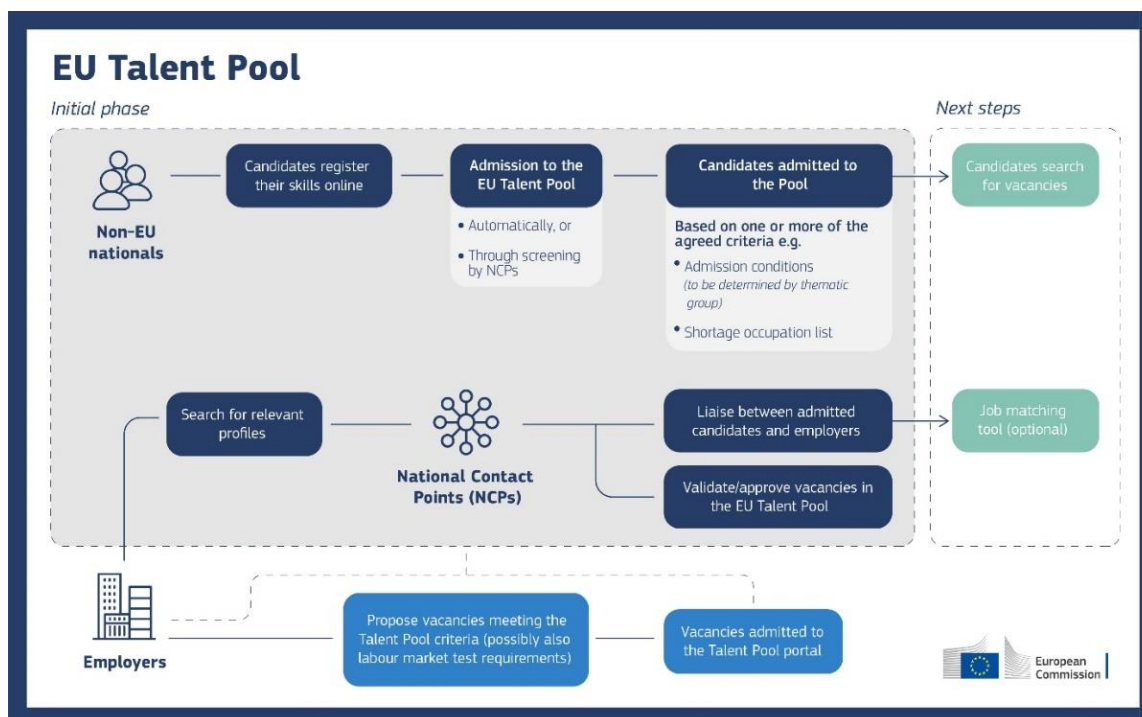 EU Talent Pool
Initial phase
Next steps
Non-EU
nationals
Candidates register
their skills online
Admission to the
EU Talent Pool
• Automatically, or
• Through screening
by NCPs
Candidates admitted to
the Pool
Based on one or more of the
agreed criteria e.g.
• Admission conditions
(to be determined by thematic
group)
• Shortage occupation list
Candidates search
for vacancies
Search for relevant
profiles
National Contact
Points (NCPs)
Liaise between admitted
candidates and employers
Validate/approve vacancies in
the EU Talent Pool
Job matching
tool (optional)
Employers
Propose vacancies meeting the
Talent Pool criteria (possibly also
labour market test requirements)
Vacancies admitted to
the Talent Pool portal
European
Commission